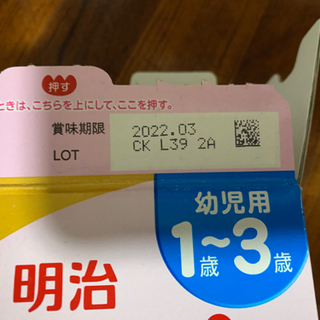 押す
ときは、こちらを上にして、ここを押す。
賞味期限 2022.03
LOT CK L39 2A
幼児用
1歳~3歳
明治